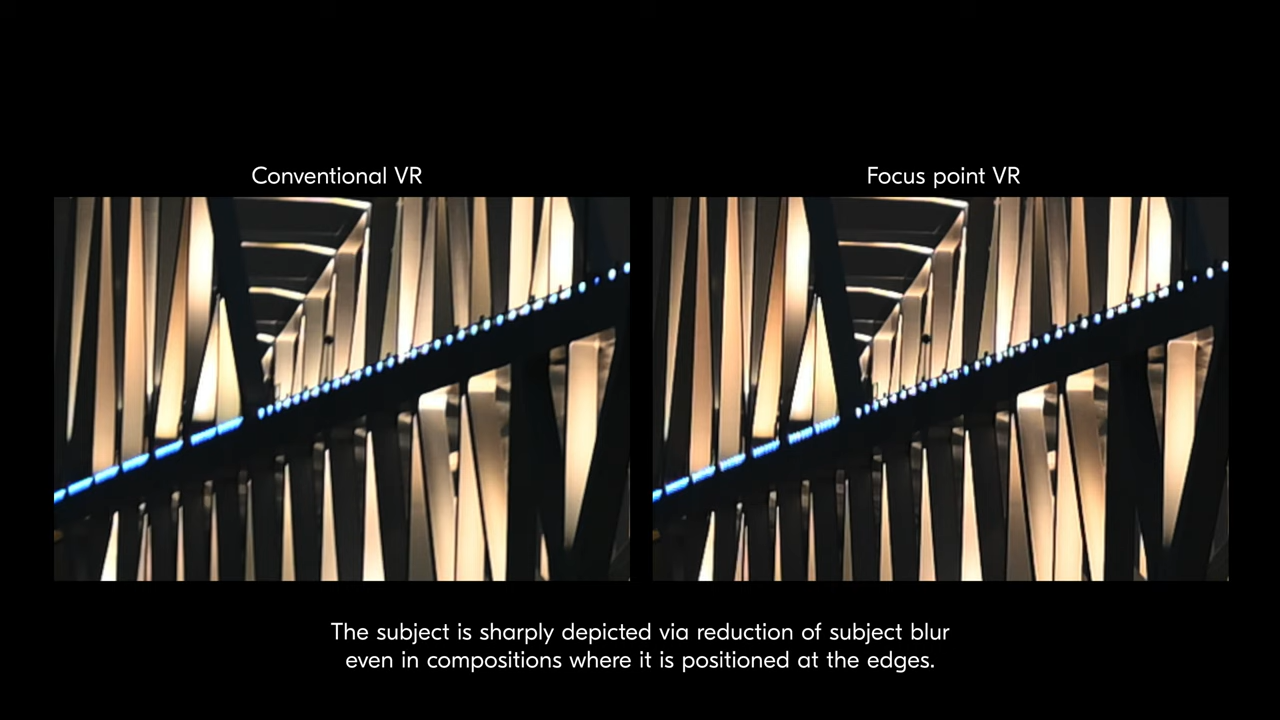 Conventional VR
Focus point VR
The subject is sharply depicted via reduction of subject blur
even in compositions where it is positioned at the edges.